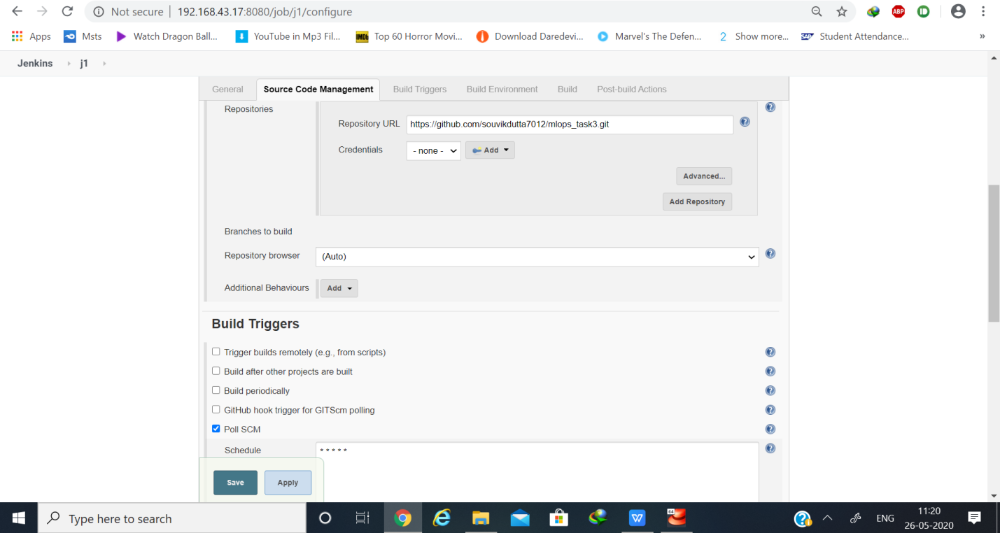 Not secure | 192.168.43.17:8080/job/j1/configure
ABP
Apps Msts Watch Dragon Ball... YouTube in Mp3 Fil... IMDb Top 60 Horror Movi... Download Daredevi... Marvel's The Defen... 2 Show more... SAP Student Attendance... »
Jenkins j1
General Source Code Management Build Triggers Build Environment Build Post-build Actions
Repositories
Repository URL https://github.com/souvikdutta7012/mlops_task3.git
Credentials - none - Add
Advanced...
Add Repository
Branches to build
Repository browser (Auto)
Additional Behaviours Add
Build Triggers
Trigger builds remotely (e.g., from scripts)
Build after other projects are built
Build periodically
GitHub hook trigger for GITScm polling
Poll SCM
Schedule * * * * *
Save Apply
Type here to search 64 W ENG 11:20
26-05-2020